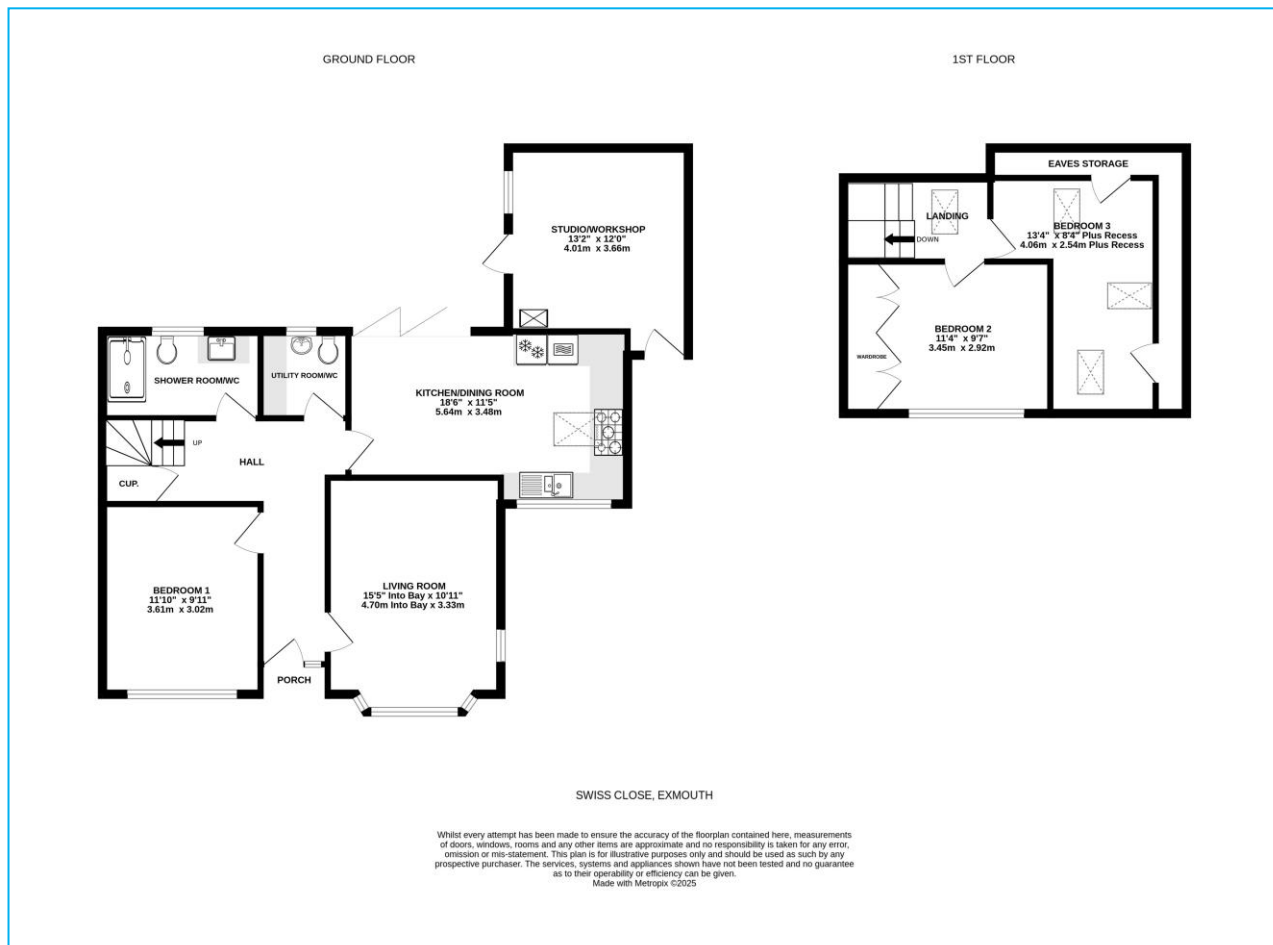 GROUND FLOOR
1ST FLOOR
STUDIO/WORKSHOP
13'2" x 12'0"
4.01m x 3.66m
SHOWER ROOM/WC
UTILITY ROOM/WC
KITCHEN/DINING ROOM
18'6" x 11'5"
5.64m x 3.48m
UP
HALL
CUP.
BEDROOM 1
11'10" x 9'11"
3.61m x 3.02m
LIVING ROOM
15'5" Into Bay x 10'11"
4.70m Into Bay x 3.33m
PORCH
EAVES STORAGE
LANDING
DOWN
BEDROOM 3
13'4" x 8'4" Plus Recess
4.06m x 2.54m Plus Recess
BEDROOM 2
11'4" x 9'7"
3.45m x 2.92m
WARDROBE
SWISS CLOSE, EXMOUTH
Whilst every attempt has been made to ensure the accuracy of the floorplan contained here, measurements
of doors, windows, rooms and any other items are approximate and no responsibility is taken for any error,
omission or mis-statement. This plan is for illustrative purposes only and should be used as such by any
prospective purchaser. The services, systems and appliances shown have not been tested and no guarantee
as to their operability or efficiency can be given.
Made with Metropix ©2025